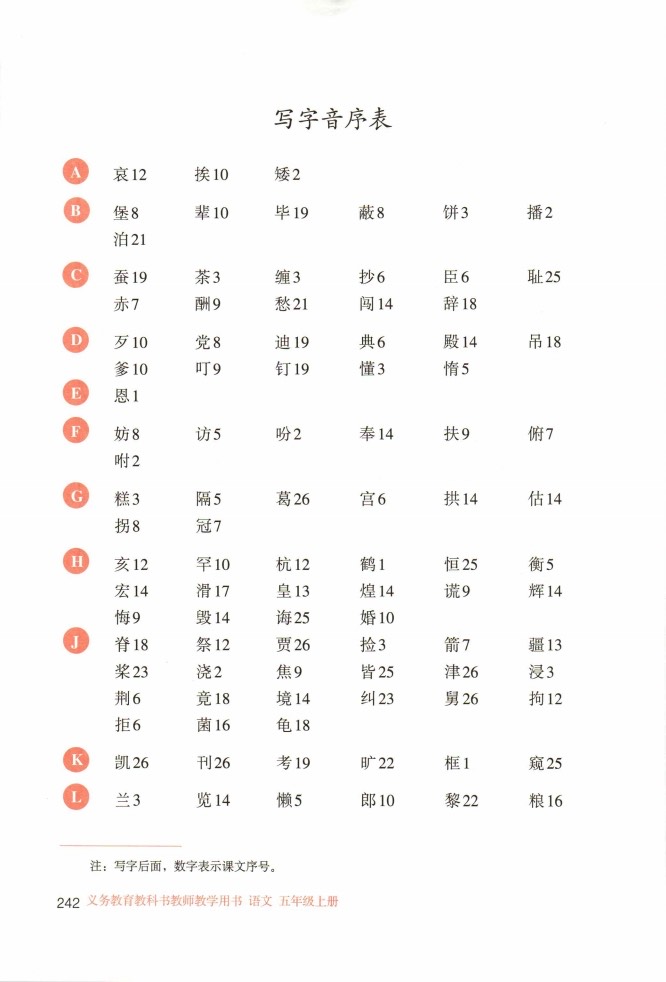 写字音序表
A 哀12 挨10 矮2
B 堡8 辈10 毕19 蔽8 饼3 播2
泊21
C 蚕19 茶3 缠3 抄6 臣6 耻25
赤7 酬9 愁21 闯14 辞18
D 歹10 党8 迪19 典6 殿14 吊18
爹10 叮9 钉19 懂3 惰5
E 恩1
F 妨8 访5 吩2 奉14 扶9 俯7
咐2
G 糕3 隔5 葛26 宫6 拱14 估14
拐8 冠7
H 亥12 罕10 杭12 鹤1 恒25 衡5
宏14 滑17 皇13 煌14 谎9 辉14
悔9 毁14 诲25 婚10
J 脊18 祭12 贾26 捡3 箭7 疆13
桨23 浇2 焦9 皆25 津26 浸3
荆6 竟18 境14 纠23 舅26 拘12
拒6 菌16 龟18
K 凯26 刊26 考19 旷22 框1 窥25
L 兰3 览14 懒5 郎10 黎22 粮16
注：写字后面，数字表示课文序号。
242 义务教育教科书教师教学用书 语文 五年级上册